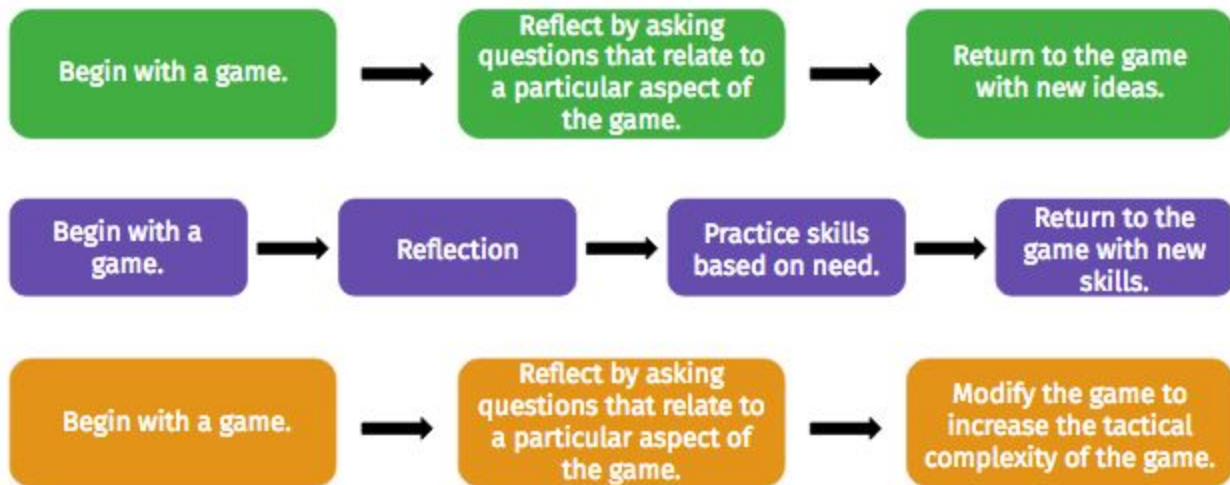 Begin with a game.
Reflect by asking
questions that relate to
a particular aspect of
the game.
Return to the game
with new ideas.
Begin with a
game.
Reflection
Practice skills
based on need.
Return to the
game with new
skills.
Begin with a game.
Reflect by asking
questions that relate to
a particular aspect of
the game.
Modify the game to
increase the tactical
complexity of the game.